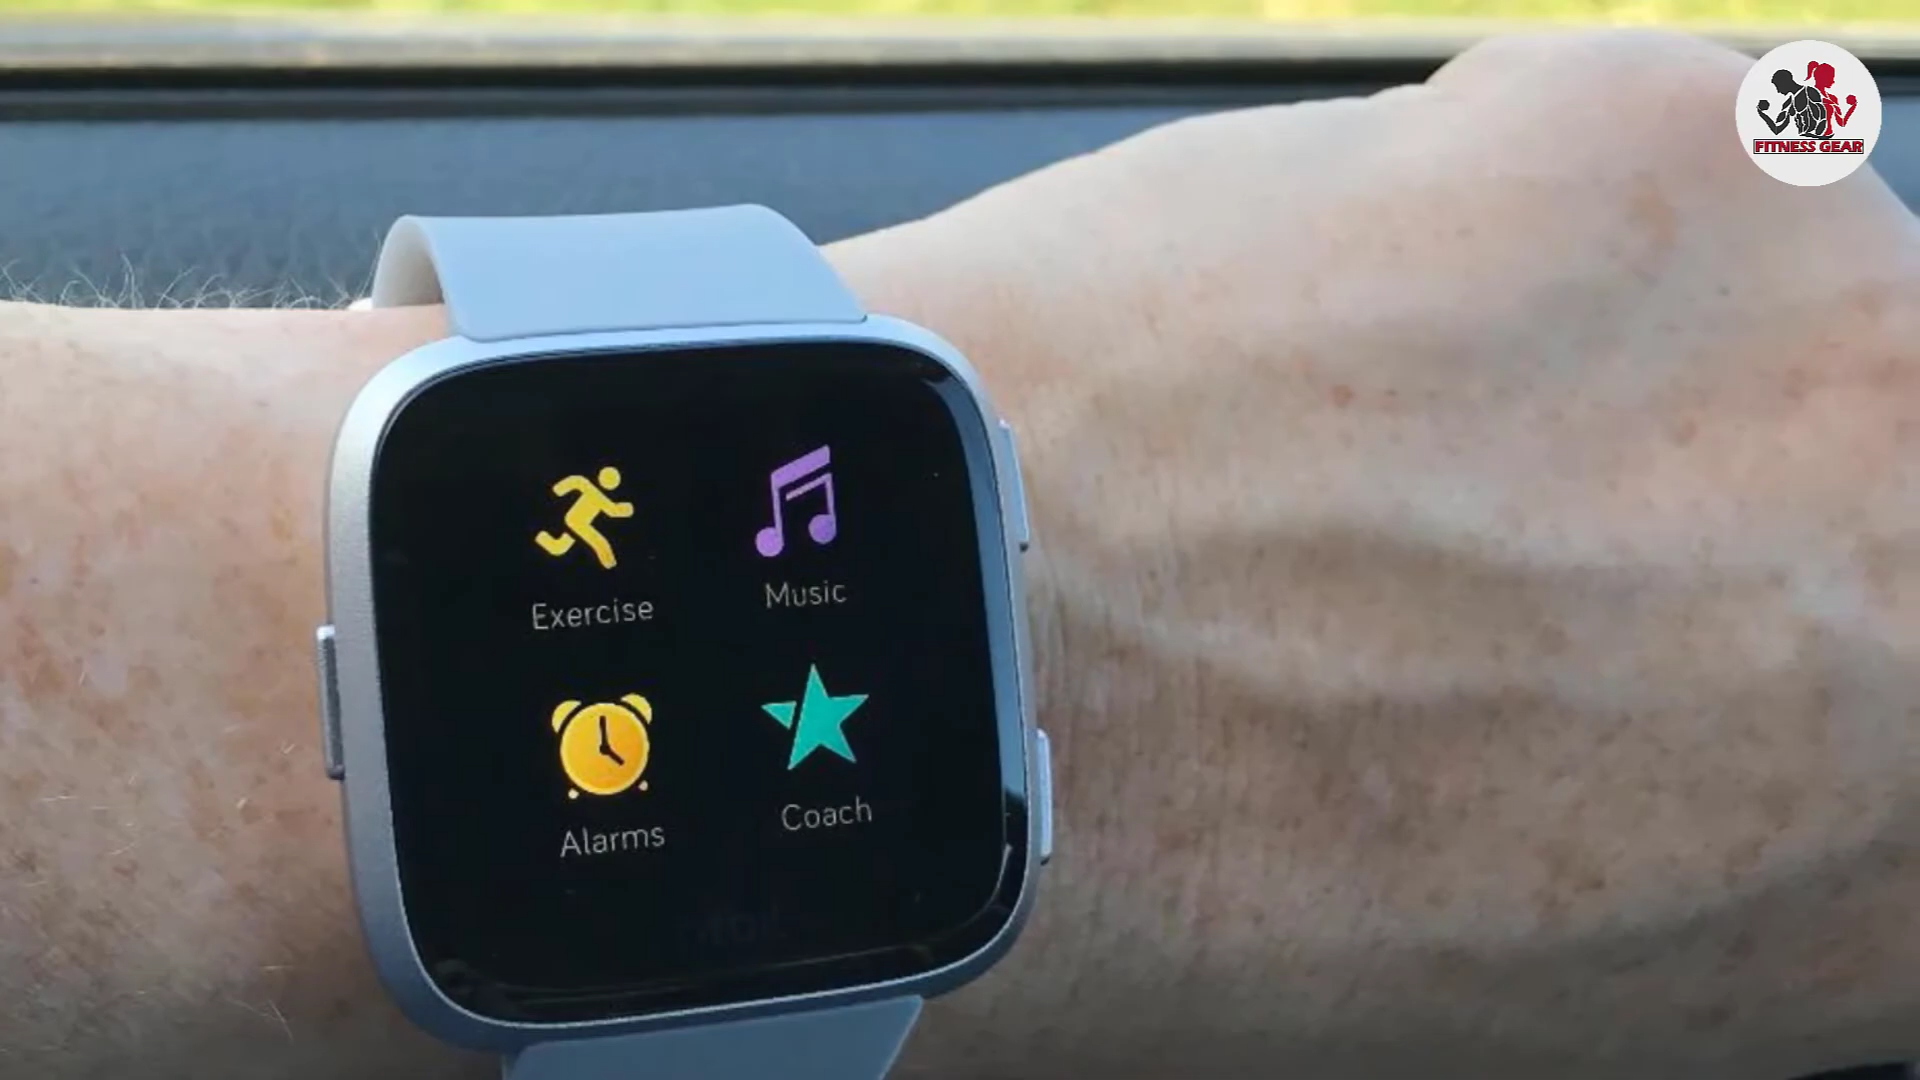 FITNESS GEAR
Exercise
Music
Alarms
Coach